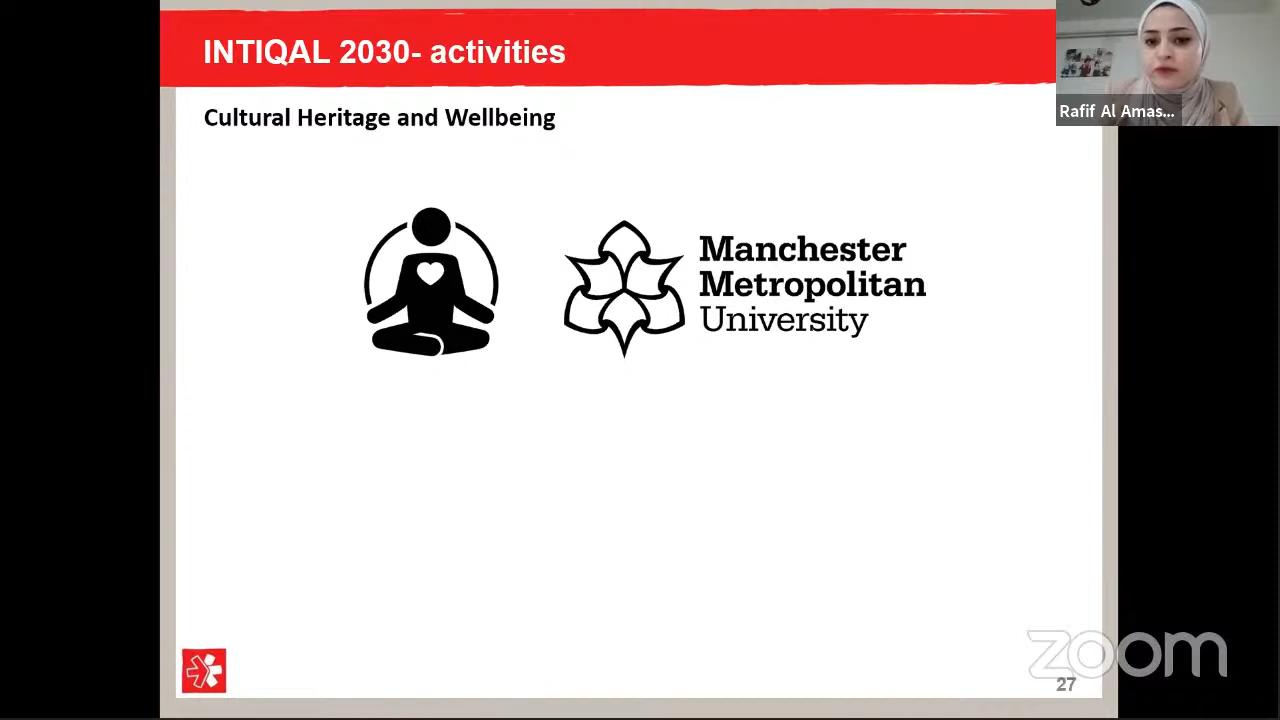 INTIQAL 2030- activities
Rafif Al Amas...
Cultural Heritage and Wellbeing
Manchester
Metropolitan
University
zoom
27